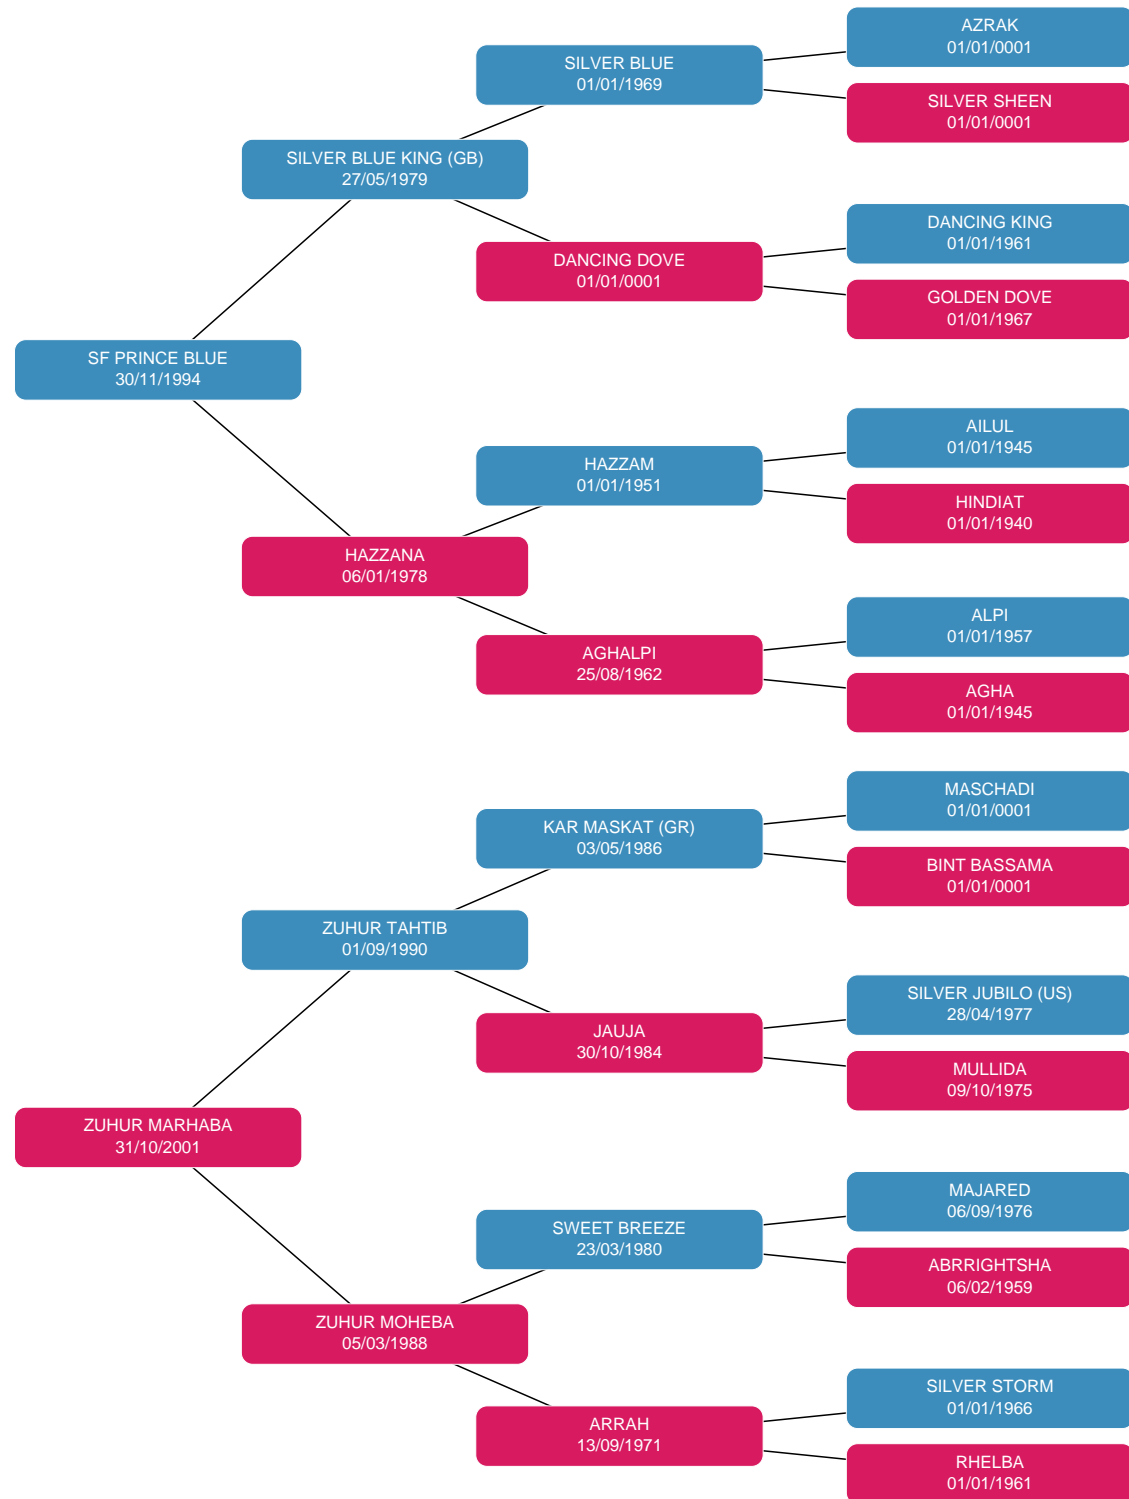 AZRAK
01/01/0001
SILVER BLUE
01/01/1969
SILVER SHEEN
01/01/0001
SILVER BLUE KING (GB)
27/05/1979
DANCING KING
01/01/1961
DANCING DOVE
01/01/0001
GOLDEN DOVE
01/01/1967
SF PRINCE BLUE
30/11/1994
AILUL
01/01/1945
HAZZAM
01/01/1951
HINDIAT
01/01/1940
HAZZANA
06/01/1978
ALPI
01/01/1957
AGHALPI
25/08/1962
AGHA
01/01/1945
MASCHADI
01/01/0001
KAR MASKAT (GR)
03/05/1986
BINT BASSAMA
01/01/0001
ZUHUR TAHTIB
01/09/1990
SILVER JUBILO (US)
28/04/1977
JAUJA
30/10/1984
MULLIDA
09/10/1975
ZUHUR MARHABA
31/10/2001
MAJARED
06/09/1976
SWEET BREEZE
23/03/1980
ABRRIGHTSHA
06/02/1959
ZUHUR MOHEBA
05/03/1988
SILVER STORM
01/01/1966
ARRAH
13/09/1971
RHELBA
01/01/1961